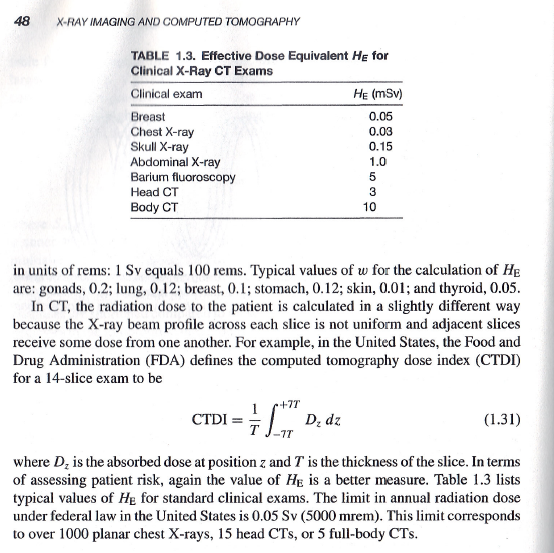 48 X-RAY IMAGING AND COMPUTED TOMOGRAPHY
TABLE 1.3. Effective Dose Equivalent H_E for
Clinical X-Ray CT Exams
Clinical exam H_E (mSv)
Breast 0.05
Chest X-ray 0.03
Skull X-ray 0.15
Abdominal X-ray 1.0
Barium fluoroscopy 5
Head CT 3
Body CT 10
in units of rems: 1 Sv equals 100 rems. Typical values of w for the calculation of H_E
are: gonads, 0.2; lung, 0.12; breast, 0.1; stomach, 0.12; skin, 0.01; and thyroid, 0.05.
In CT, the radiation dose to the patient is calculated in a slightly different way
because the X-ray beam profile across each slice is not uniform and adjacent slices
receive some dose from one another. For example, in the United States, the Food and
Drug Administration (FDA) defines the computed tomography dose index (CTDI)
for a 14-slice exam to be
CTDI = 1/T ∫_{-7T}^{+7T} D_z dz (1.31)
where D_z is the absorbed dose at position z and T is the thickness of the slice. In terms
of assessing patient risk, again the value of H_E is a better measure. Table 1.3 lists
typical values of H_E for standard clinical exams. The limit in annual radiation dose
under federal law in the United States is 0.05 Sv (5000 mrem). This limit corresponds
to over 1000 planar chest X-rays, 15 head CTs, or 5 full-body CTs.